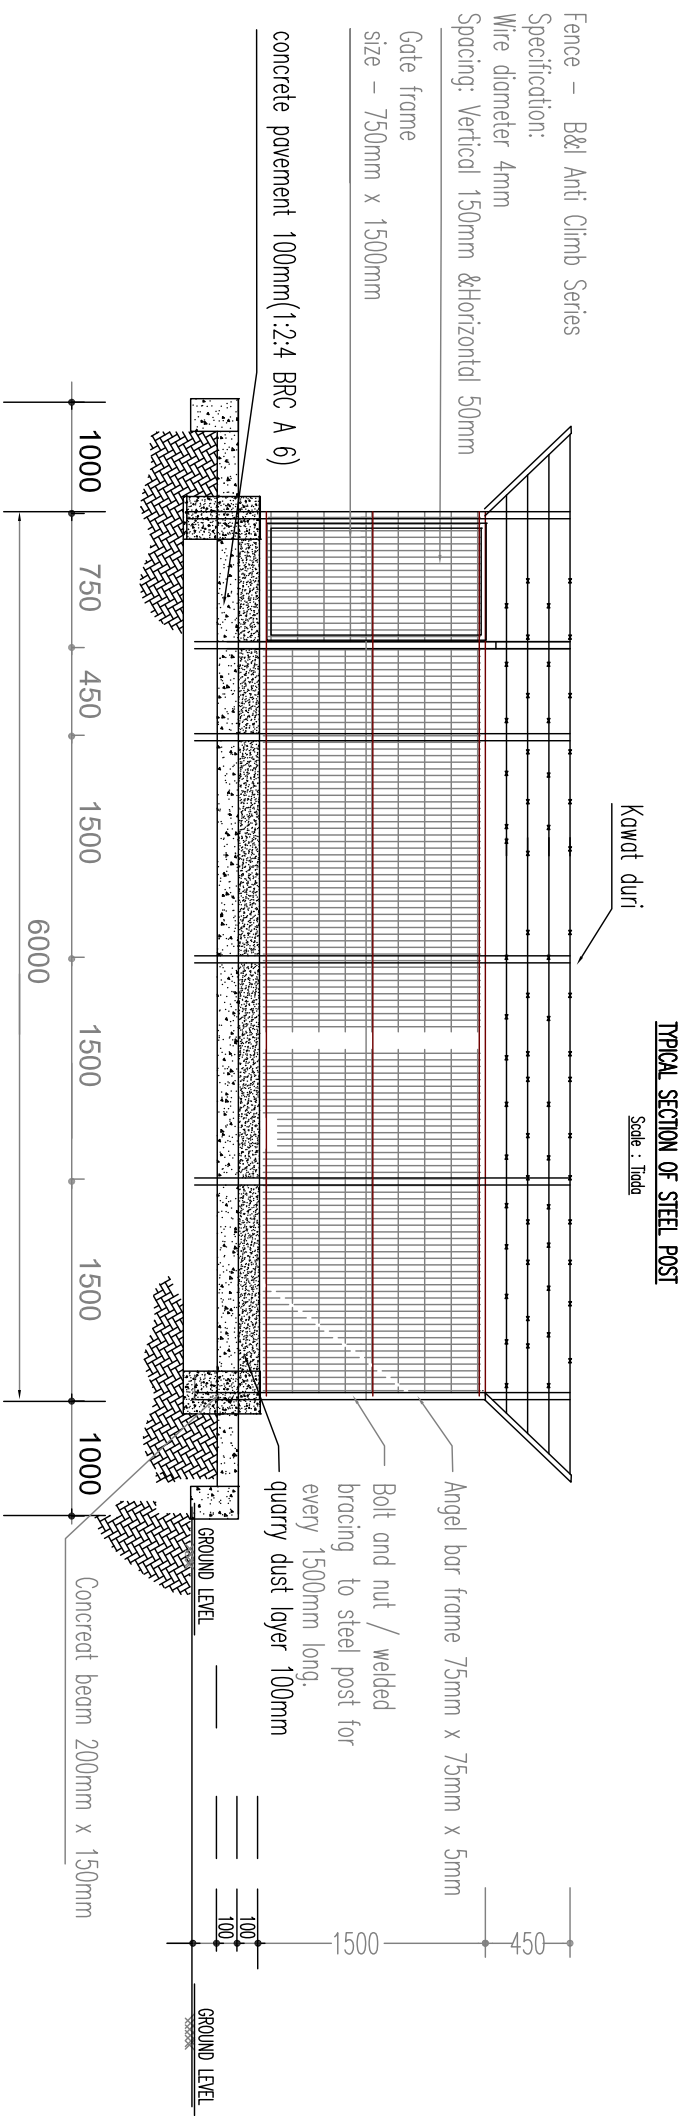 TYPICAL SECTION OF STEEL POST
Scale : Tiada
Kawat duri
Fence - B&I Anti Climb Series
Specification:
Wire diameter 4mm
Spacing: Vertical 150mm &Horizontal 50mm
Gate frame
size - 750mm x 1500mm
concrete pavement 100mm(1:2:4 BRC A 6)
Angel bar frame 75mm x 75mm x 5mm
Bolt and nut / welded
bracing to steel post for
every 1500mm long.
quarry dust layer 100mm
450
1500
100
100
GROUND LEVEL
GROUND LEVEL
Concreat beam 200mm x 150mm
1000
750
450
1500
1500
1500
1000
6000